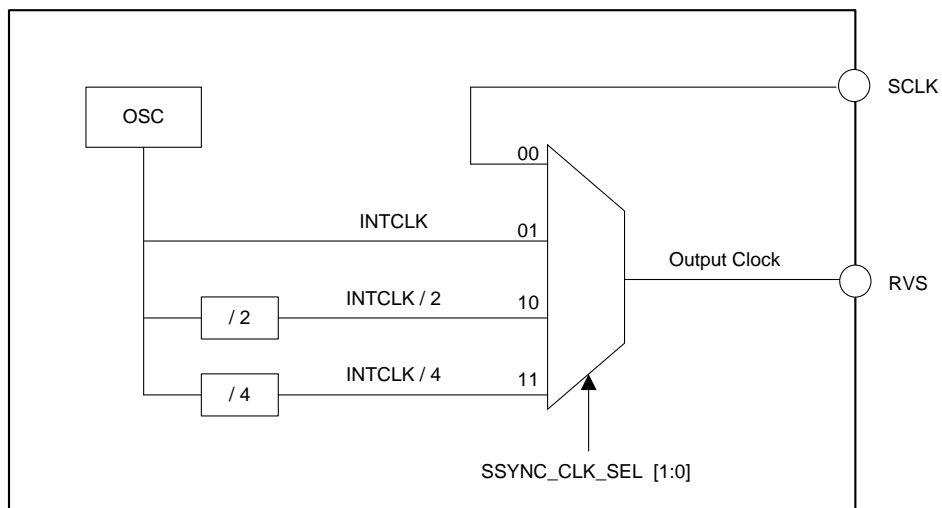 SCLK
OSC
00
INTCLK
01
Output Clock
RVS
INTCLK / 2
10
/ 2
INTCLK / 4
11
/ 4
SSYNC_CLK_SEL [1:0]